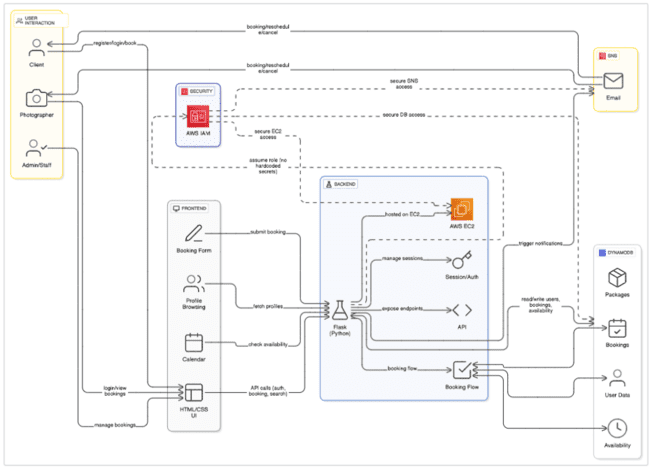 USER
INTERACTION
Client
Photographer
Admin/Staff
register/login/book
booking/reschedul
e/cancel
booking/reschedul
e/cancel
SNS
Email
SECURITY
AWS IAM
secure SNS
access
secure DB access
secure EC2
access
assume role (no
hardcoded
secrets)
FRONTEND
Booking Form
Profile
Browsing
Calendar
HTML/CSS
UI
submit booking
fetch profiles
check availability
API calls (auth,
booking, search)
login/view
bookings
manage bookings
BACKEND
Flask
(Python)
hosted on EC2
AWS EC2
manage sessions
Session/Auth
expose endpoints
API
booking flow
Booking Flow
trigger notifications
read/write users,
bookings,
availability
DYNAMODB
Packages
Bookings
User Data
Availability